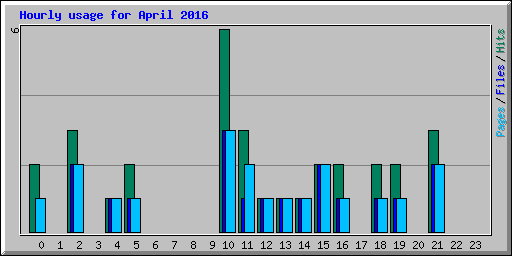 Hourly usage for April 2016
6
Pages/Files/Hits
0 1 2 3 4 5 6 7 8 9 10 11 12 13 14 15 16 17 18 19 20 21 22 23